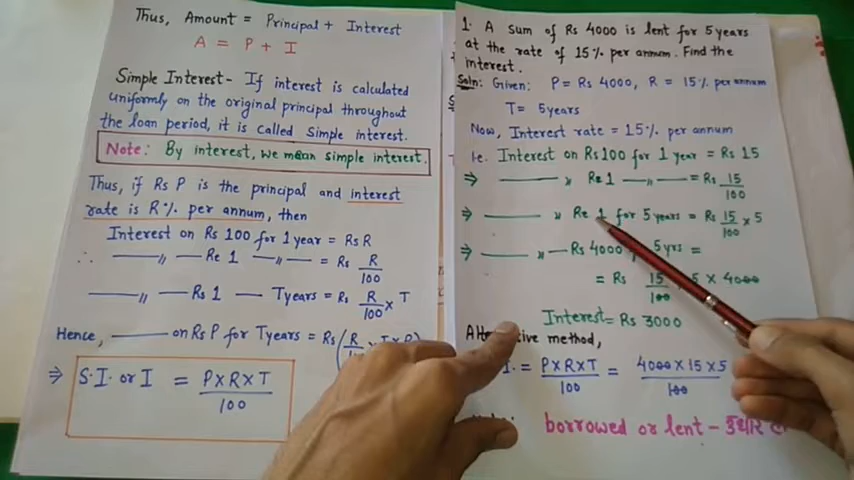 Thus, Amount = Principal + Interest
A = P + I
Simple Interest - If interest is calculated
uniformly on the original principal throughout
the loan period, it is called Simple interest.
Note: By interest, we mean simple interest.
Thus, if Rs P is the principal and interest
rate is R% per annum, then
Interest on Rs 100 for 1 year = Rs R
∴ —〃— Re 1 —〃— = Rs R/100
—〃— Rs 1 — T years = Rs R/100 × T
Hence, — on Rs P for T years = Rs (R/
⇒ S.I. or I = P×R×T/100
1. A sum of Rs 4000 is lent for 5 years
at the rate of 15% per annum. Find the
interest.
Soln: Given: P = Rs 4000, R = 15% per annum
T = 5 years
Now, Interest rate = 15% per annum
i.e. Interest on Rs 100 for 1 year = Rs 15
⇒ — 〃 Re 1 —〃— = Rs 15/100
⇒ — 〃 Re 1 for 5 years = Rs 15/100 × 5
⇒ — 〃 — Rs 4000 5 yrs =
= Rs 15/100 5 × 4000
Interest = Rs 3000
method,
I. = P×R×T/100 = 4000×15×5/100
borrowed or lent - उधार